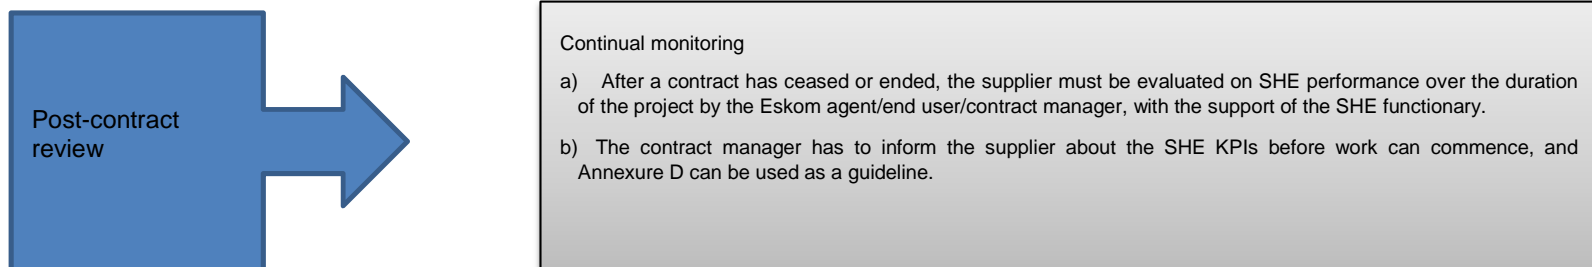 Post-contract
review
Continual monitoring
a) After a contract has ceased or ended, the supplier must be evaluated on SHE performance over the duration
of the project by the Eskom agent/end user/contract manager, with the support of the SHE functionary.
b) The contract manager has to inform the supplier about the SHE KPIs before work can commence, and
Annexure D can be used as a guideline.